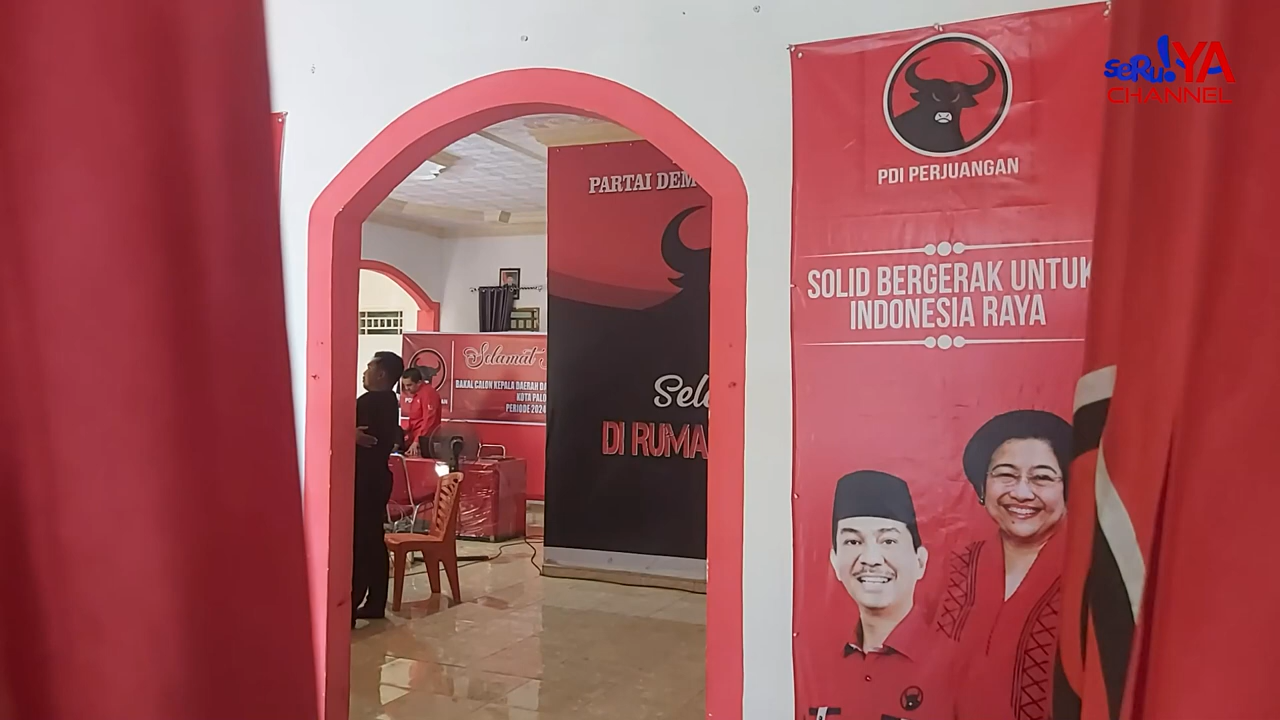 seRu!YA
CHANNEL
PDI PERJUANGAN
SOLID BERGERAK UNTUK
INDONESIA RAYA
PARTAI DEM
Sel
DI RUMA
Selamat
BAKAL CALON KEPALA DAERAH DA
KOTA PALO
PERIODE 2024